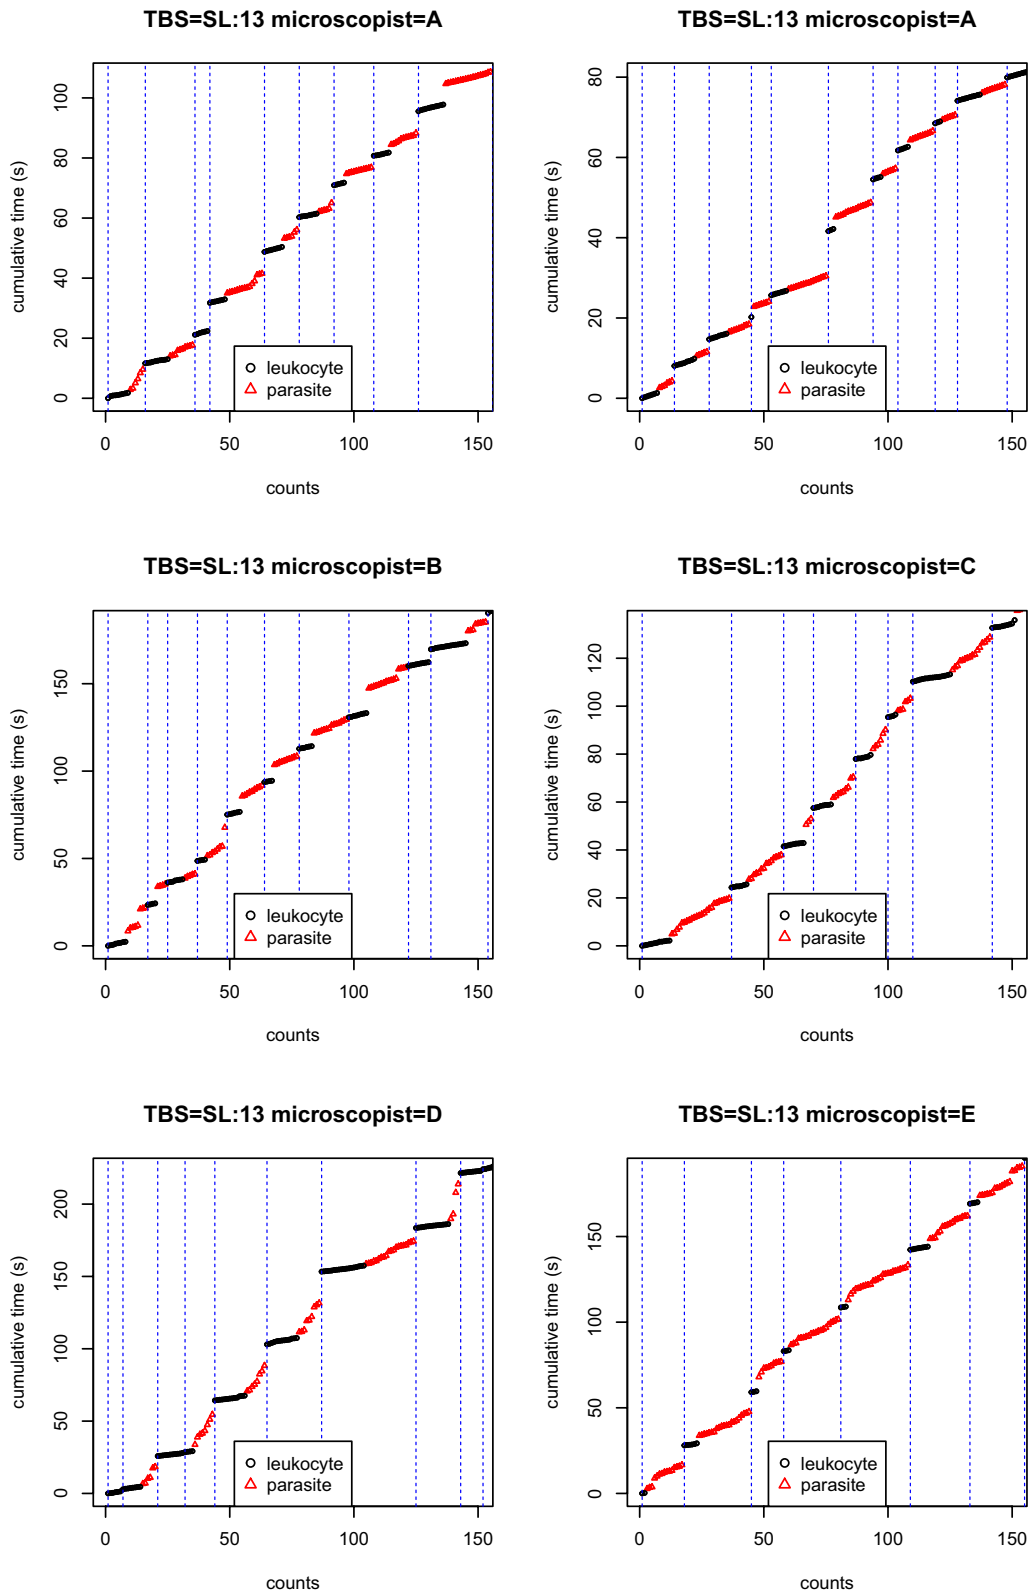 TBS=SL:13 microscopist=A
cumulative time (s)
100
80
60
40
20
0
leukocyte
parasite
0 50 100 150
counts
TBS=SL:13 microscopist=A
cumulative time (s)
80
60
40
20
0
leukocyte
parasite
0 50 100 150
counts
TBS=SL:13 microscopist=B
cumulative time (s)
150
100
50
0
leukocyte
parasite
0 50 100 150
counts
TBS=SL:13 microscopist=C
cumulative time (s)
120
100
80
60
40
20
0
leukocyte
parasite
0 50 100 150
counts
TBS=SL:13 microscopist=D
cumulative time (s)
200
150
100
50
0
leukocyte
parasite
0 50 100 150
counts
TBS=SL:13 microscopist=E
cumulative time (s)
150
100
50
0
leukocyte
parasite
0 50 100 150
counts